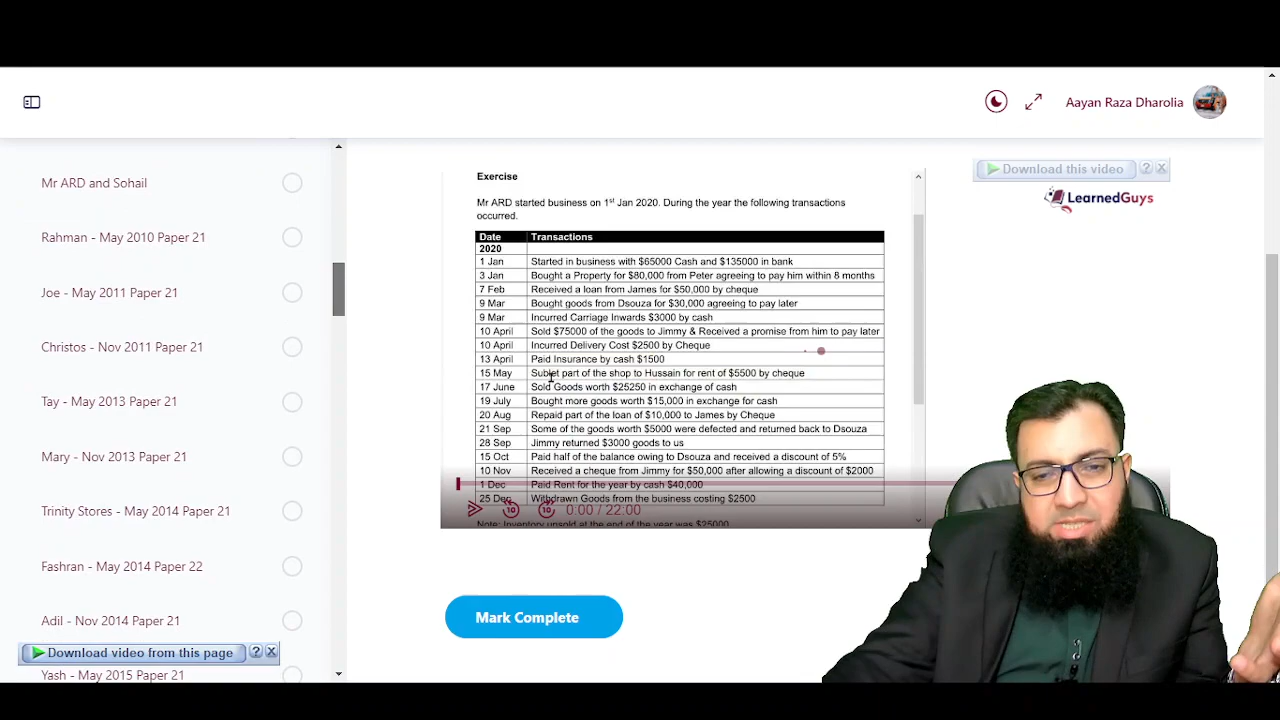 Aayan Raza Dharolia
Mr ARD and Sohail
Rahman - May 2010 Paper 21
Joe - May 2011 Paper 21
Christos - Nov 2011 Paper 21
Tay - May 2013 Paper 21
Mary - Nov 2013 Paper 21
Trinity Stores - May 2014 Paper 21
Fashran - May 2014 Paper 22
Adil - Nov 2014 Paper 21
Download video from this page ? X
Yash - May 2015 Paper 21
Exercise
Mr ARD started business on 1st Jan 2020. During the year the following transactions
occurred.
Date Transactions
2020
1 Jan Started in business with $65000 Cash and $135000 in bank
3 Jan Bought a Property for $80,000 from Peter agreeing to pay him within 8 months
7 Feb Received a loan from James for $50,000 by cheque
9 Mar Bought goods from Dsouza for $30,000 agreeing to pay later
9 Mar Incurred Carriage Inwards $3000 by cash
10 April Sold $75000 of the goods to Jimmy & Received a promise from him to pay later
10 April Incurred Delivery Cost $2500 by Cheque
13 April Paid Insurance by cash $1500
15 May Sublet part of the shop to Hussain for rent of $5500 by cheque
17 June Sold Goods worth $25250 in exchange of cash
19 July Bought more goods worth $15,000 in exchange for cash
20 Aug Repaid part of the loan of $10,000 to James by Cheque
21 Sep Some of the goods worth $5000 were defected and returned back to Dsouza
28 Sep Jimmy returned $3000 goods to us
15 Oct Paid half of the balance owing to Dsouza and received a discount of 5%
10 Nov Received a cheque from Jimmy for $50,000 after allowing a discount of $2000
1 Dec Paid Rent for the year by cash $40,000
25 Dec Withdrawn Goods from the business costing $2500
10 10 0:00 / 22:00
Note: Inventory unsold at the end of the year was $25000
Download this video ? X
LearnedGuys
Mark Complete